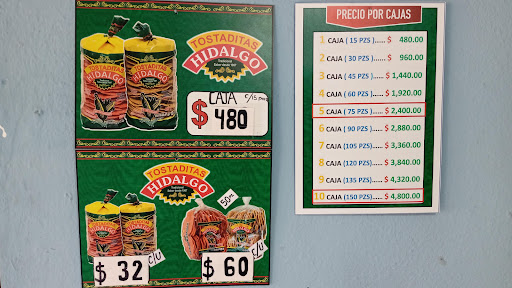 TOSTADITAS
HIDALGO
CAJA c/15 pzas
$ 480
TOSTADITAS
HIDALGO
TOSTADITAS
HIDALGO
TOSTADITAS
HIDALGO
$ 32 c/u
$ 60 c/u
PRECIO POR CAJAS
1 CAJA ( 15 PZS)..... $ 480.00
2 CAJA ( 30 PZS)..... $ 960.00
3 CAJA ( 45 PZS)..... $ 1,440.00
4 CAJA ( 60 PZS)..... $ 1,920.00
5 CAJA ( 75 PZS)..... $ 2,400.00
6 CAJA ( 90 PZS)..... $ 2,880.00
7 CAJA (105 PZS)..... $ 3,360.00
8 CAJA (120 PZS)..... $ 3,840.00
9 CAJA (135 PZS)..... $ 4,320.00
10 CAJA (150 PZS)..... $ 4,800.00